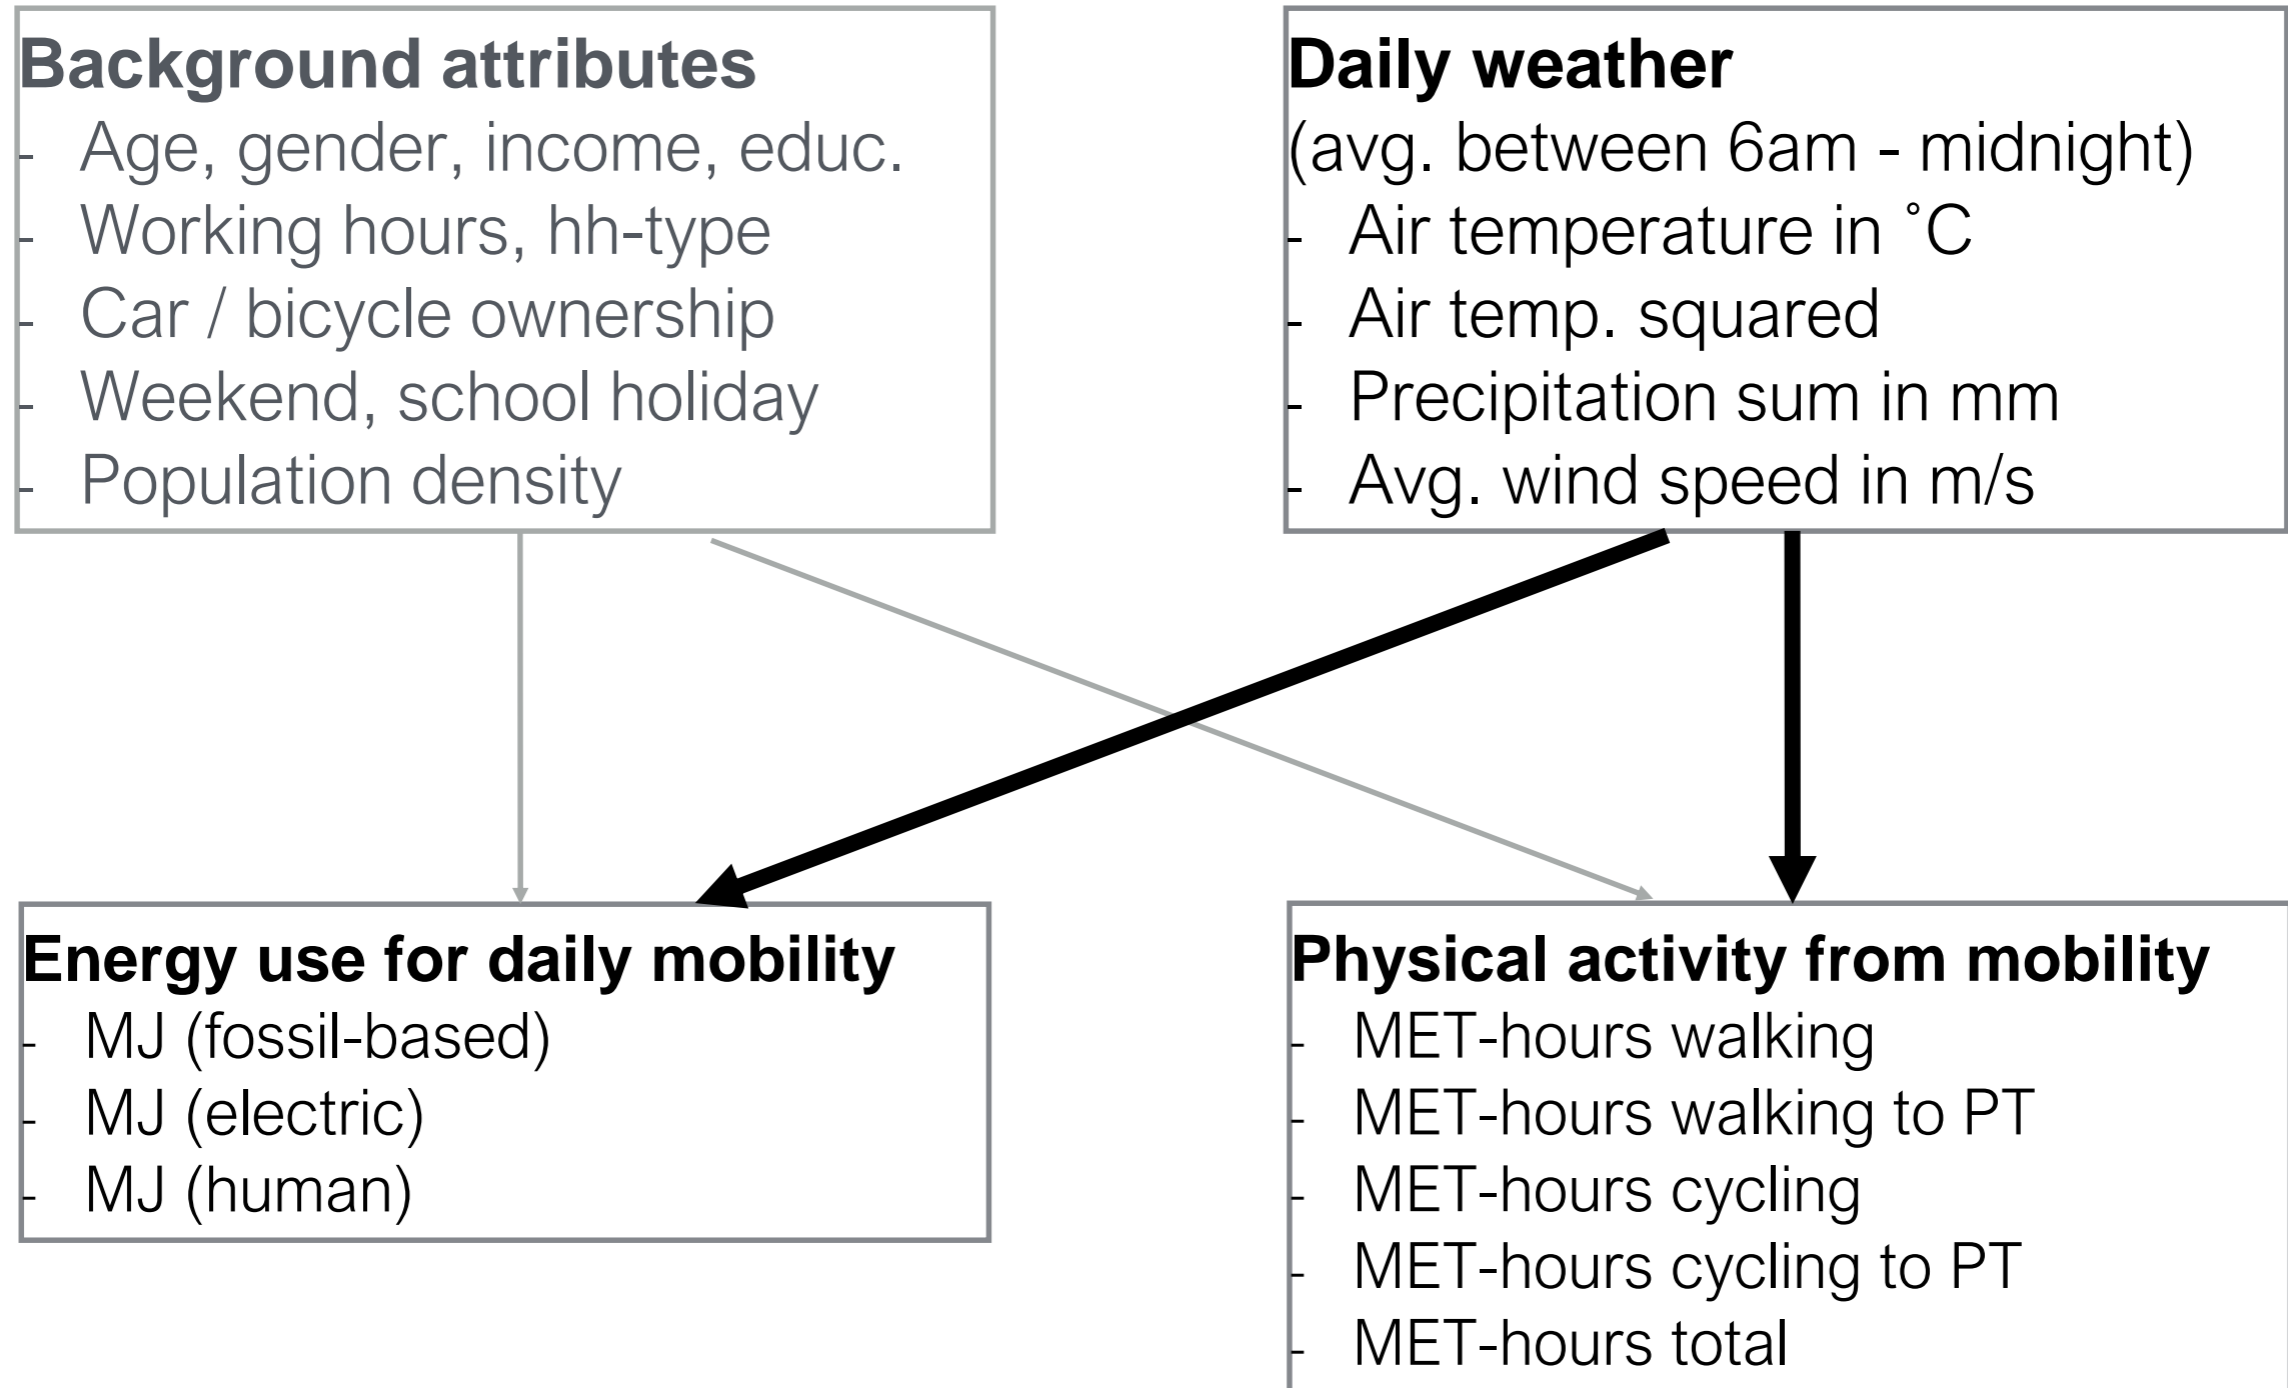 Background attributes
- Age, gender, income, educ.
- Working hours, hh-type
- Car / bicycle ownership
- Weekend, school holiday
- Population density
Daily weather
(avg. between 6am - midnight)
- Air temperature in ˚C
- Air temp. squared
- Precipitation sum in mm
- Avg. wind speed in m/s
Energy use for daily mobility
- MJ (fossil-based)
- MJ (electric)
- MJ (human)
Physical activity from mobility
- MET-hours walking
- MET-hours walking to PT
- MET-hours cycling
- MET-hours cycling to PT
- MET-hours total